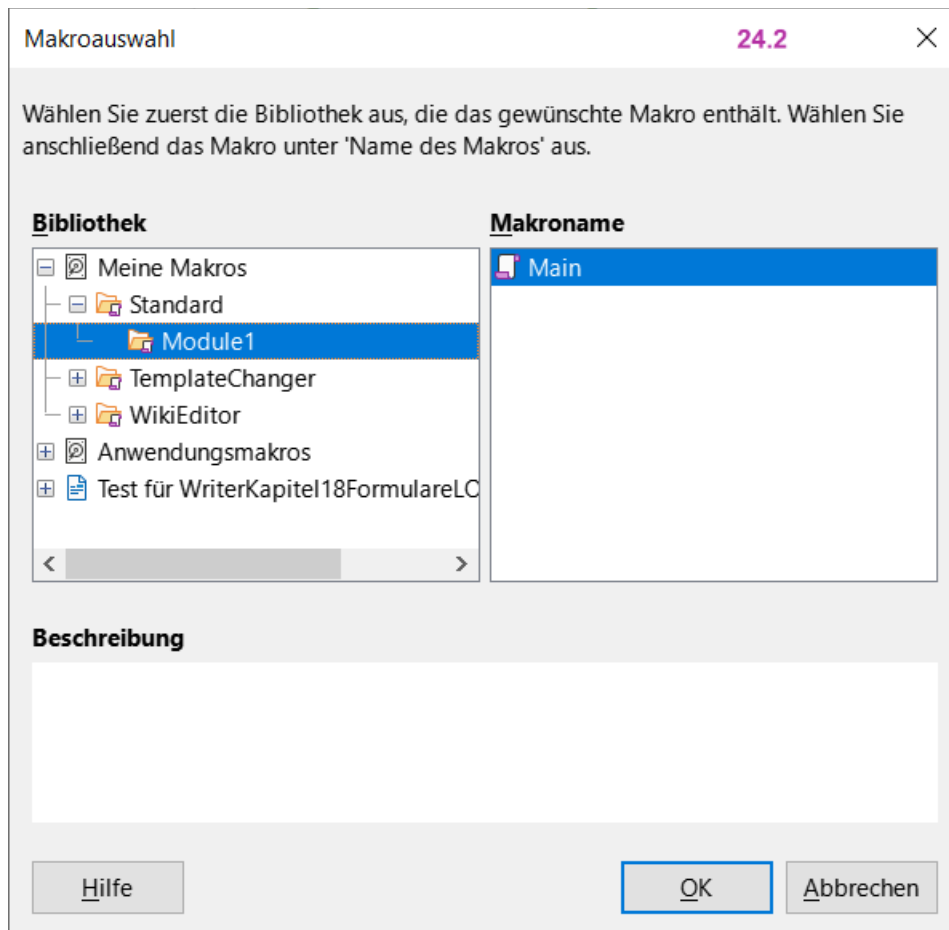 Makroauswahl 24.2
Wählen Sie zuerst die Bibliothek aus, die das gewünschte Makro enthält. Wählen Sie
anschließend das Makro unter 'Name des Makros' aus.
Bibliothek
Meine Makros
Standard
Module1
TemplateChanger
WikiEditor
Anwendungsmakros
Test für WriterKapitel18FormulareLO
Makroname
Main
Beschreibung
Hilfe
OK
Abbrechen